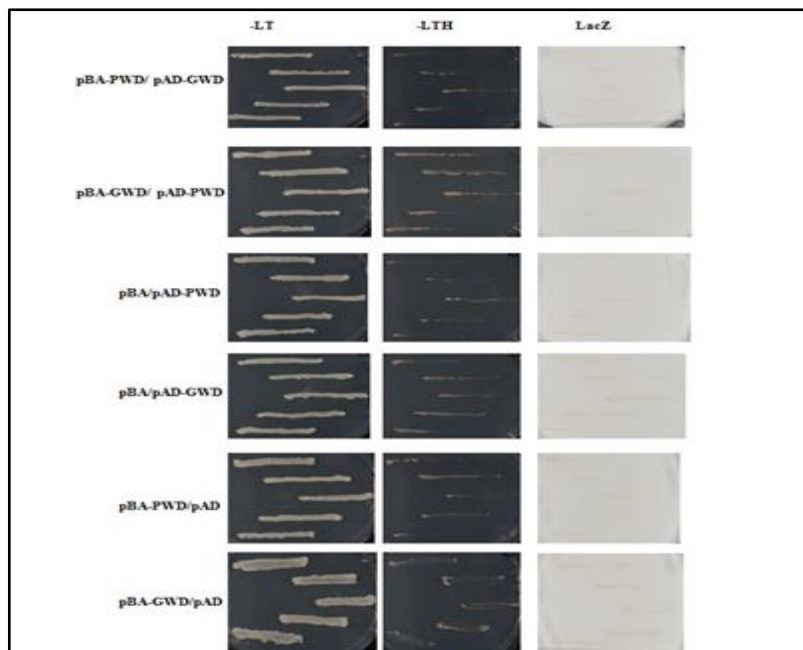 -LT -LTH LacZ
pBA-PWD/ pAD-GWD
pBA-GWD/ pAD-PWD
pBA/pAD-PWD
pBA/pAD-GWD
pBA-PWD/pAD
pBA-GWD/pAD